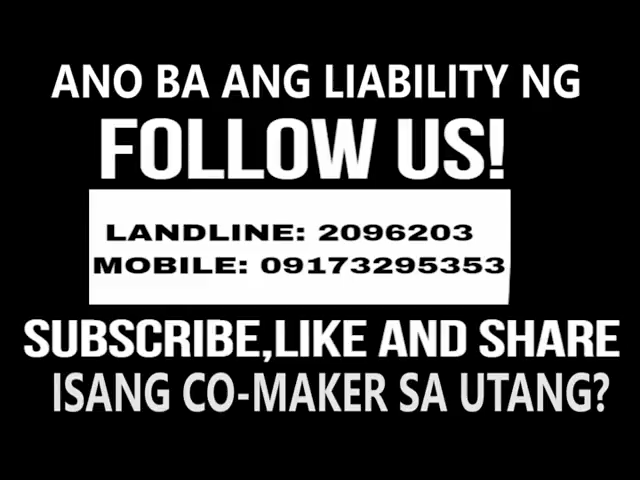 ANO BA ANG LIABILITY NG
FOLLOW US!
LANDLINE: 2096203
MOBILE: 09173295353
SUBSCRIBE,LIKE AND SHARE
ISANG CO-MAKER SA UTANG?